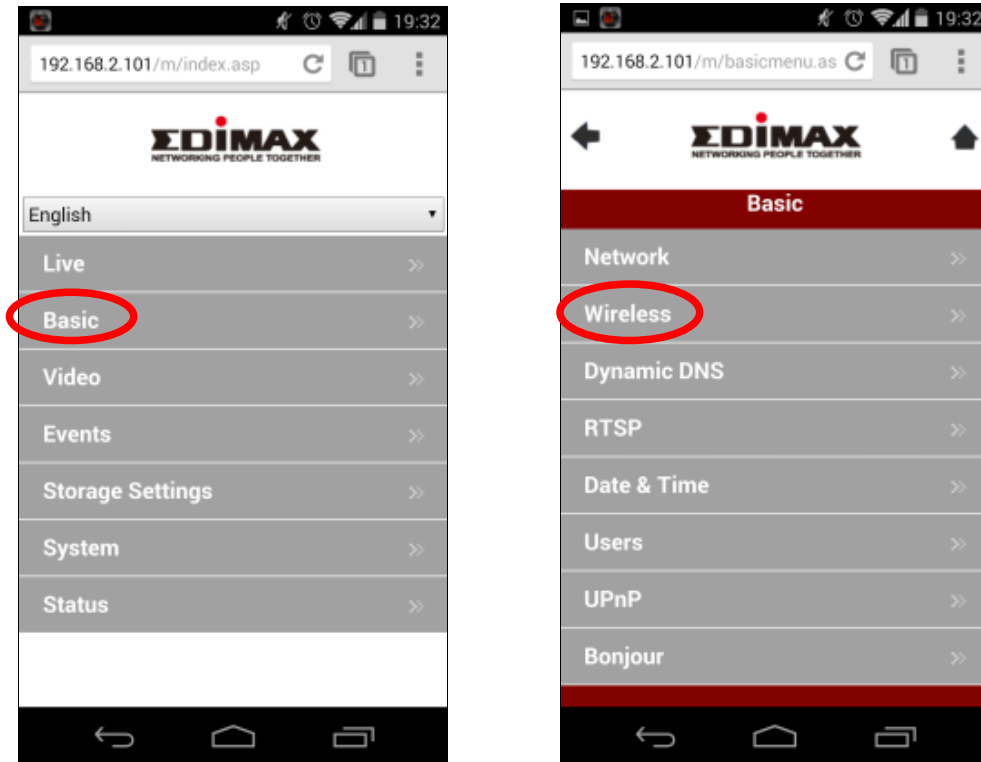 19:32
192.168.2.101/m/index.asp
1
EDIMAX
NETWORKING PEOPLE TOGETHER
English
Live
Basic
Video
Events
Storage Settings
System
Status
19:32
192.168.2.101/m/basicmenu.as
1
EDIMAX
NETWORKING PEOPLE TOGETHER
Basic
Network
Wireless
Dynamic DNS
RTSP
Date & Time
Users
UPnP
Bonjour